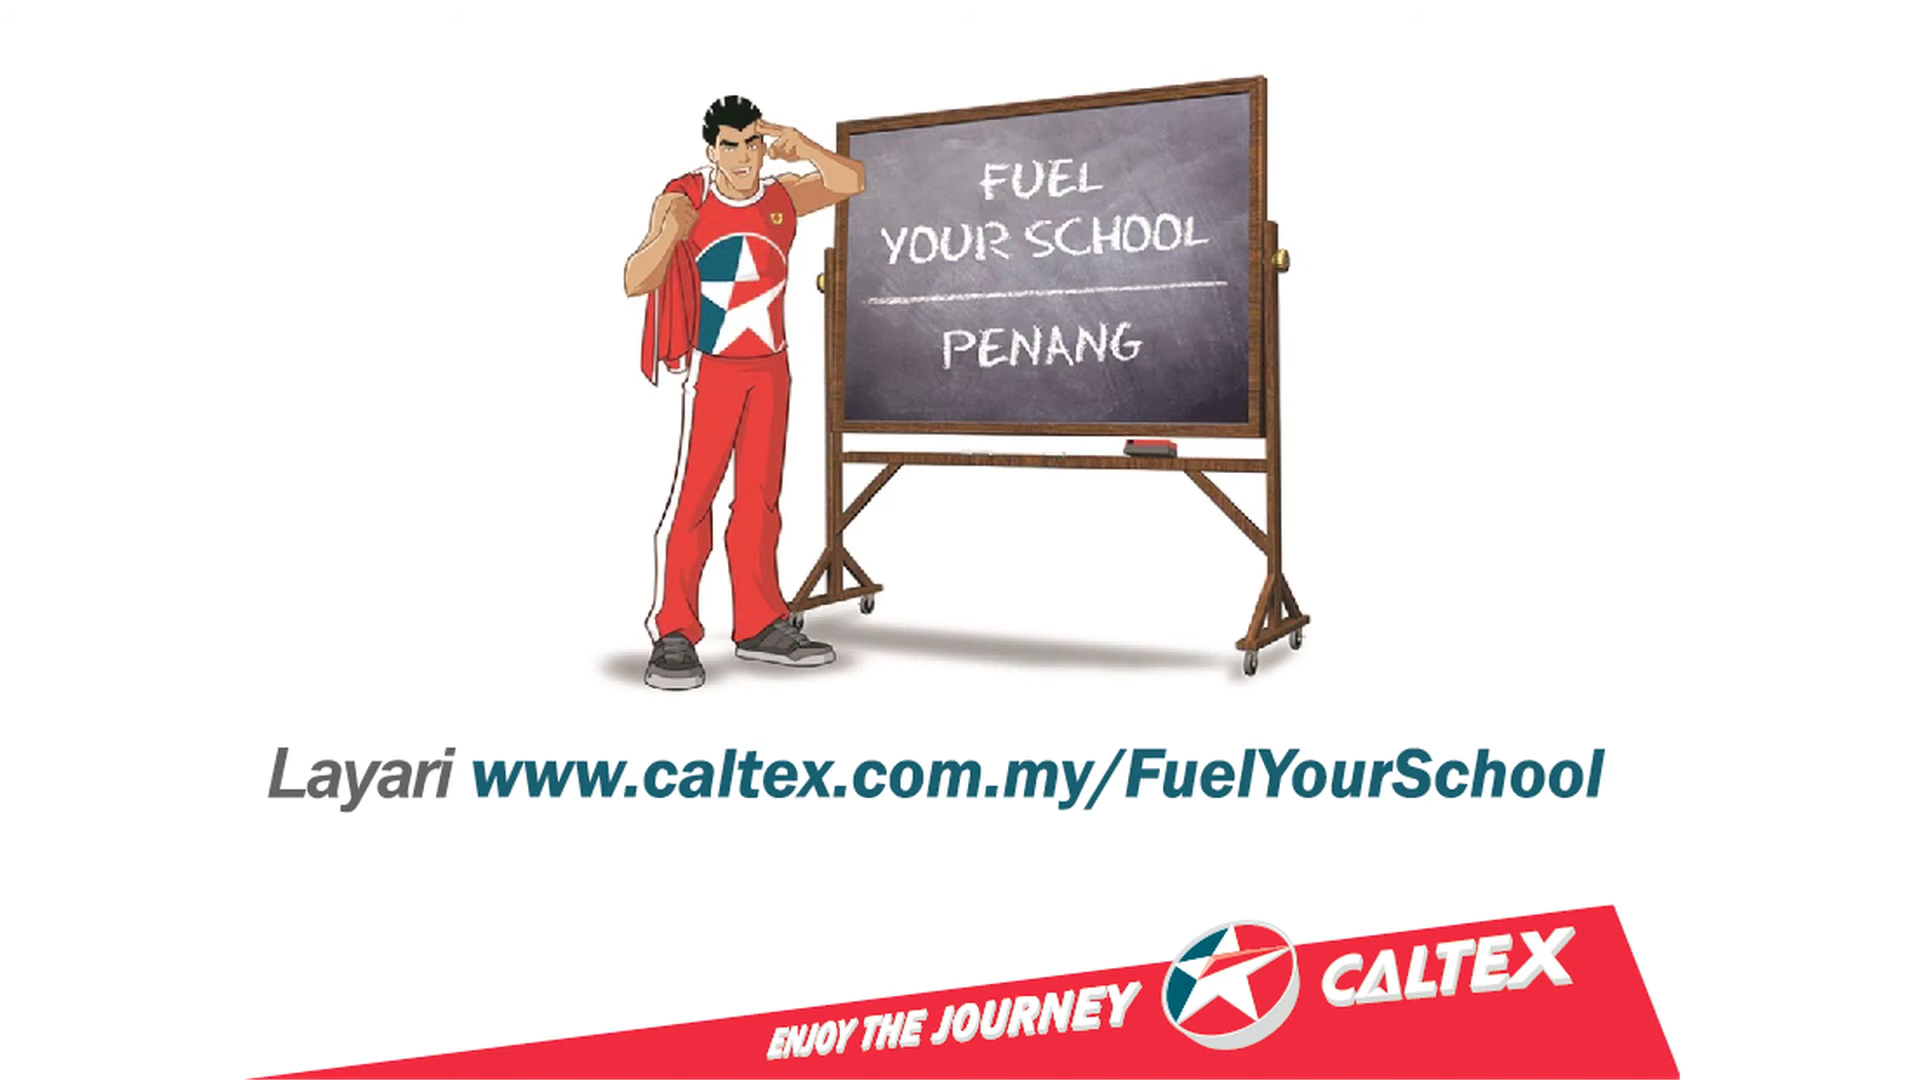 FUEL
YOUR SCHOOL
PENANG
Layari www.caltex.com.my/FuelYourSchool
ENJOY THE JOURNEY CALTEX